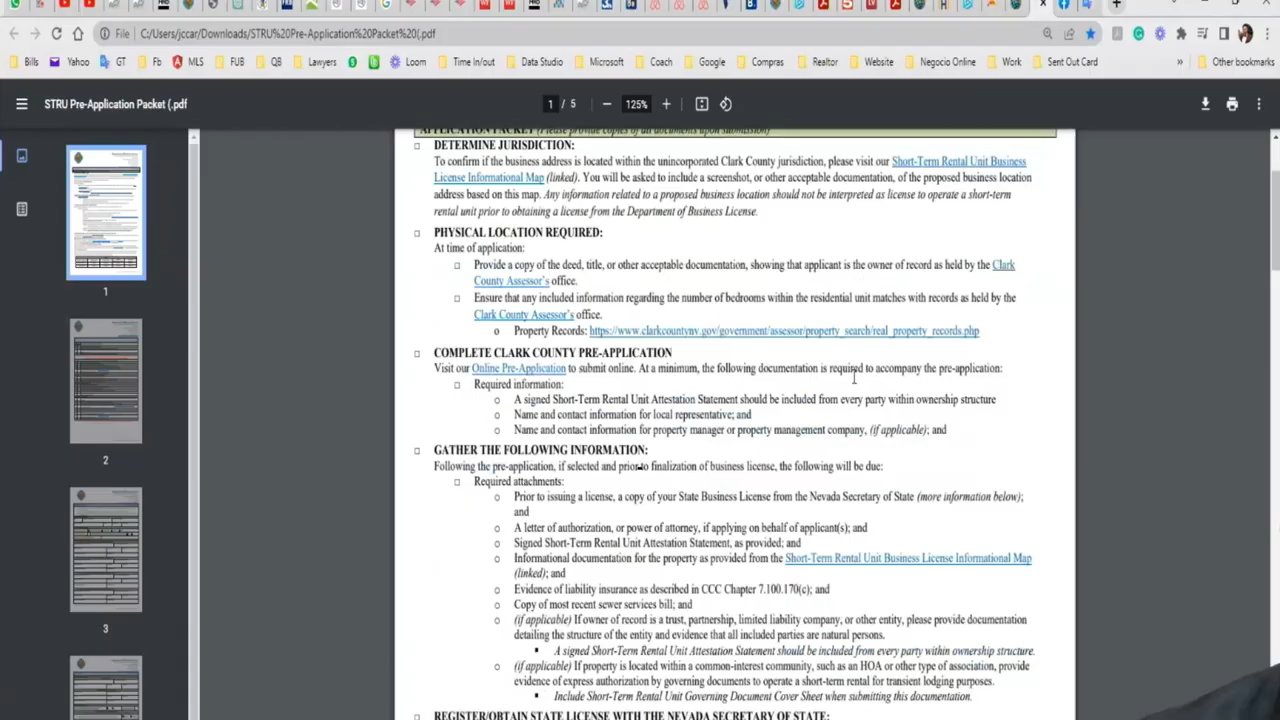 File C:/Users/jccar/Downloads/STRU%20Pre-Application%20Packet%20(.pdf
Bills Yahoo GT Fb MLS FUB QB Lawyers Loom Time In/out Data Studio Microsoft Coach Google Compras Realtor Website Negocio Online Work Sent Out Card » Other bookmarks
STRU Pre-Application Packet (.pdf 1 / 5 125%
APPLICATION PACKET (Please provide copies of all documents upon submission)
DETERMINE JURISDICTION:
To confirm if the business address is located within the unincorporated Clark County jurisdiction, please visit our Short-Term Rental Unit Business
License Informational Map (linked). You will be asked to include a screenshot, or other acceptable documentation, of the proposed business location
address based on this map. Any information related to a proposed business location should not be interpreted as license to operate a short-term
rental unit prior to obtaining a license from the Department of Business License.
PHYSICAL LOCATION REQUIRED:
At time of application:
Provide a copy of the deed, title, or other acceptable documentation, showing that applicant is the owner of record as held by the Clark
County Assessor's office.
Ensure that any included information regarding the number of bedrooms within the residential unit matches with records as held by the
Clark County Assessor's office.
o Property Records: https://www.clarkcountynv.gov/government/assessor/property_search/real_property_records.php
COMPLETE CLARK COUNTY PRE-APPLICATION
Visit our Online Pre-Application to submit online. At a minimum, the following documentation is required to accompany the pre-application:
Required information:
o A signed Short-Term Rental Unit Attestation Statement should be included from every party within ownership structure
o Name and contact information for local representative; and
o Name and contact information for property manager or property management company, (if applicable); and
GATHER THE FOLLOWING INFORMATION:
Following the pre-application, if selected and prior to finalization of business license, the following will be due:
Required attachments:
o Prior to issuing a license, a copy of your State Business License from the Nevada Secretary of State (more information below);
and
o A letter of authorization, or power of attorney, if applying on behalf of applicant(s); and
o Signed Short-Term Rental Unit Attestation Statement, as provided; and
o Informational documentation for the property as provided from the Short-Term Rental Unit Business License Informational Map
(linked); and
o Evidence of liability insurance as described in CCC Chapter 7.100.170(c); and
o Copy of most recent sewer services bill; and
o (if applicable) If owner of record is a trust, partnership, limited liability company, or other entity, please provide documentation
detailing the structure of the entity and evidence that all included parties are natural persons.
▪ A signed Short-Term Rental Unit Attestation Statement should be included from every party within ownership structure.
o (if applicable) If property is located within a common-interest community, such as an HOA or other type of association, provide
evidence of express authorization by governing documents to operate a short-term rental for transient lodging purposes.
▪ Include Short-Term Rental Unit Governing Document Cover Sheet when submitting this documentation.
REGISTER/OBTAIN STATE LICENSE WITH THE NEVADA SECRETARY OF STATE:
1
2
3